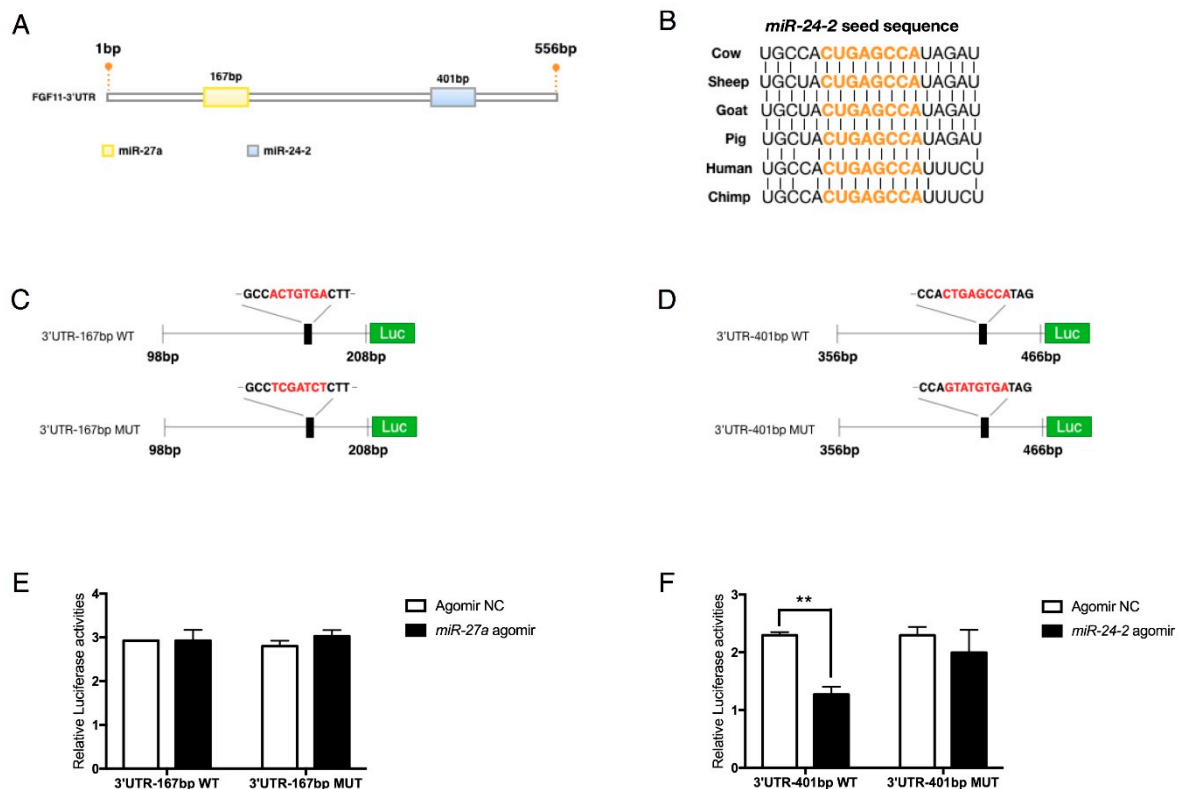 A
1bp
556bp
167bp
401bp
FGF11-3'UTR
miR-27a
miR-24-2
B
miR-24-2 seed sequence
Cow UGCCACUGAGCCAUAGAU
Sheep UGCUACUGAGCCAUAGAU
Goat UGCUACUGAGCCAUAGAU
Pig UGCUACUGAGCCAUAGAU
Human UGCCACUGAGCCAUUUCU
Chimp UGCCACUGAGCCAUUUCU
C
-GCCACTGTGACTT-
3'UTR-167bp WT
Luc
98bp
208bp
-GCCTCGATCTCTT-
3'UTR-167bp MUT
Luc
98bp
208bp
D
-CCACTGAGCCATAG
3'UTR-401bp WT
Luc
356bp
466bp
-CCAGTATGTGATAG
3'UTR-401bp MUT
Luc
356bp
466bp
E
Relative Luciferase activities
4
3
2
1
0
3'UTR-167bp WT
3'UTR-167bp MUT
Agomir NC
miR-27a agomir
F
Relative Luciferase activities
3
2
1
0
**
3'UTR-401bp WT
3'UTR-401bp MUT
Agomir NC
miR-24-2 agomir